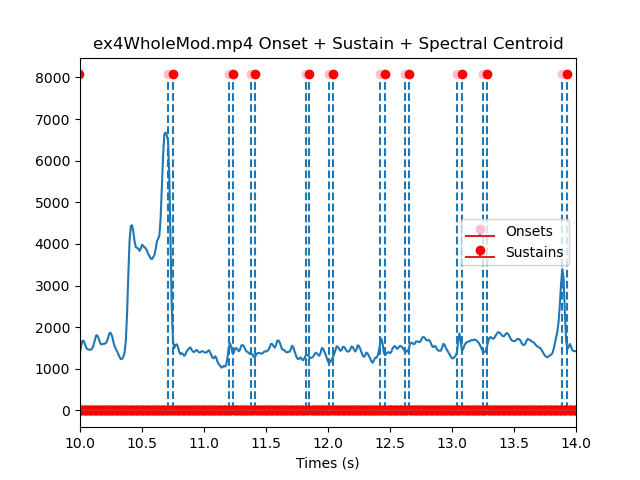 ex4WholeMod.mp4 Onset + Sustain + Spectral Centroid
8000
7000
6000
5000
4000
3000
2000
1000
0
Onsets
Sustains
10.0 10.5 11.0 11.5 12.0 12.5 13.0 13.5 14.0
Times (s)